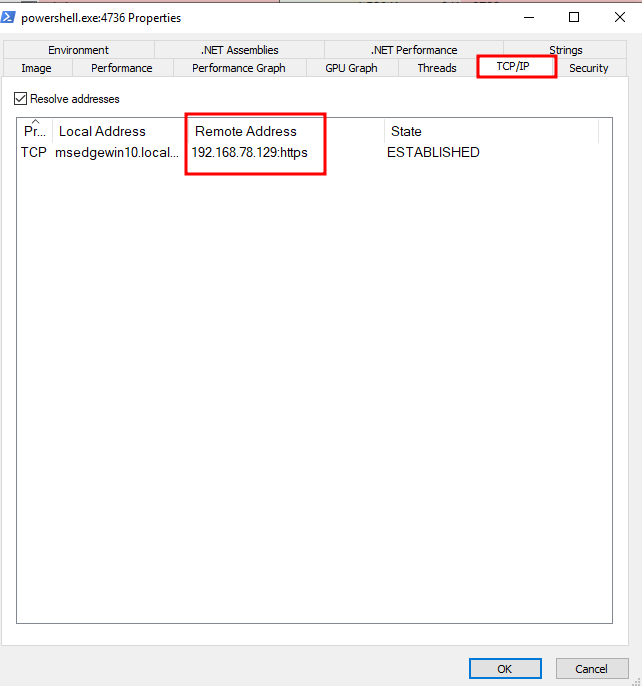 powershell.exe:4736 Properties
Environment .NET Assemblies .NET Performance Strings
Image Performance Performance Graph GPU Graph Threads TCP/IP Security
Resolve addresses
Pr... Local Address Remote Address State
TCP msedgewin10.local... 192.168.78.129:https ESTABLISHED
OK Cancel